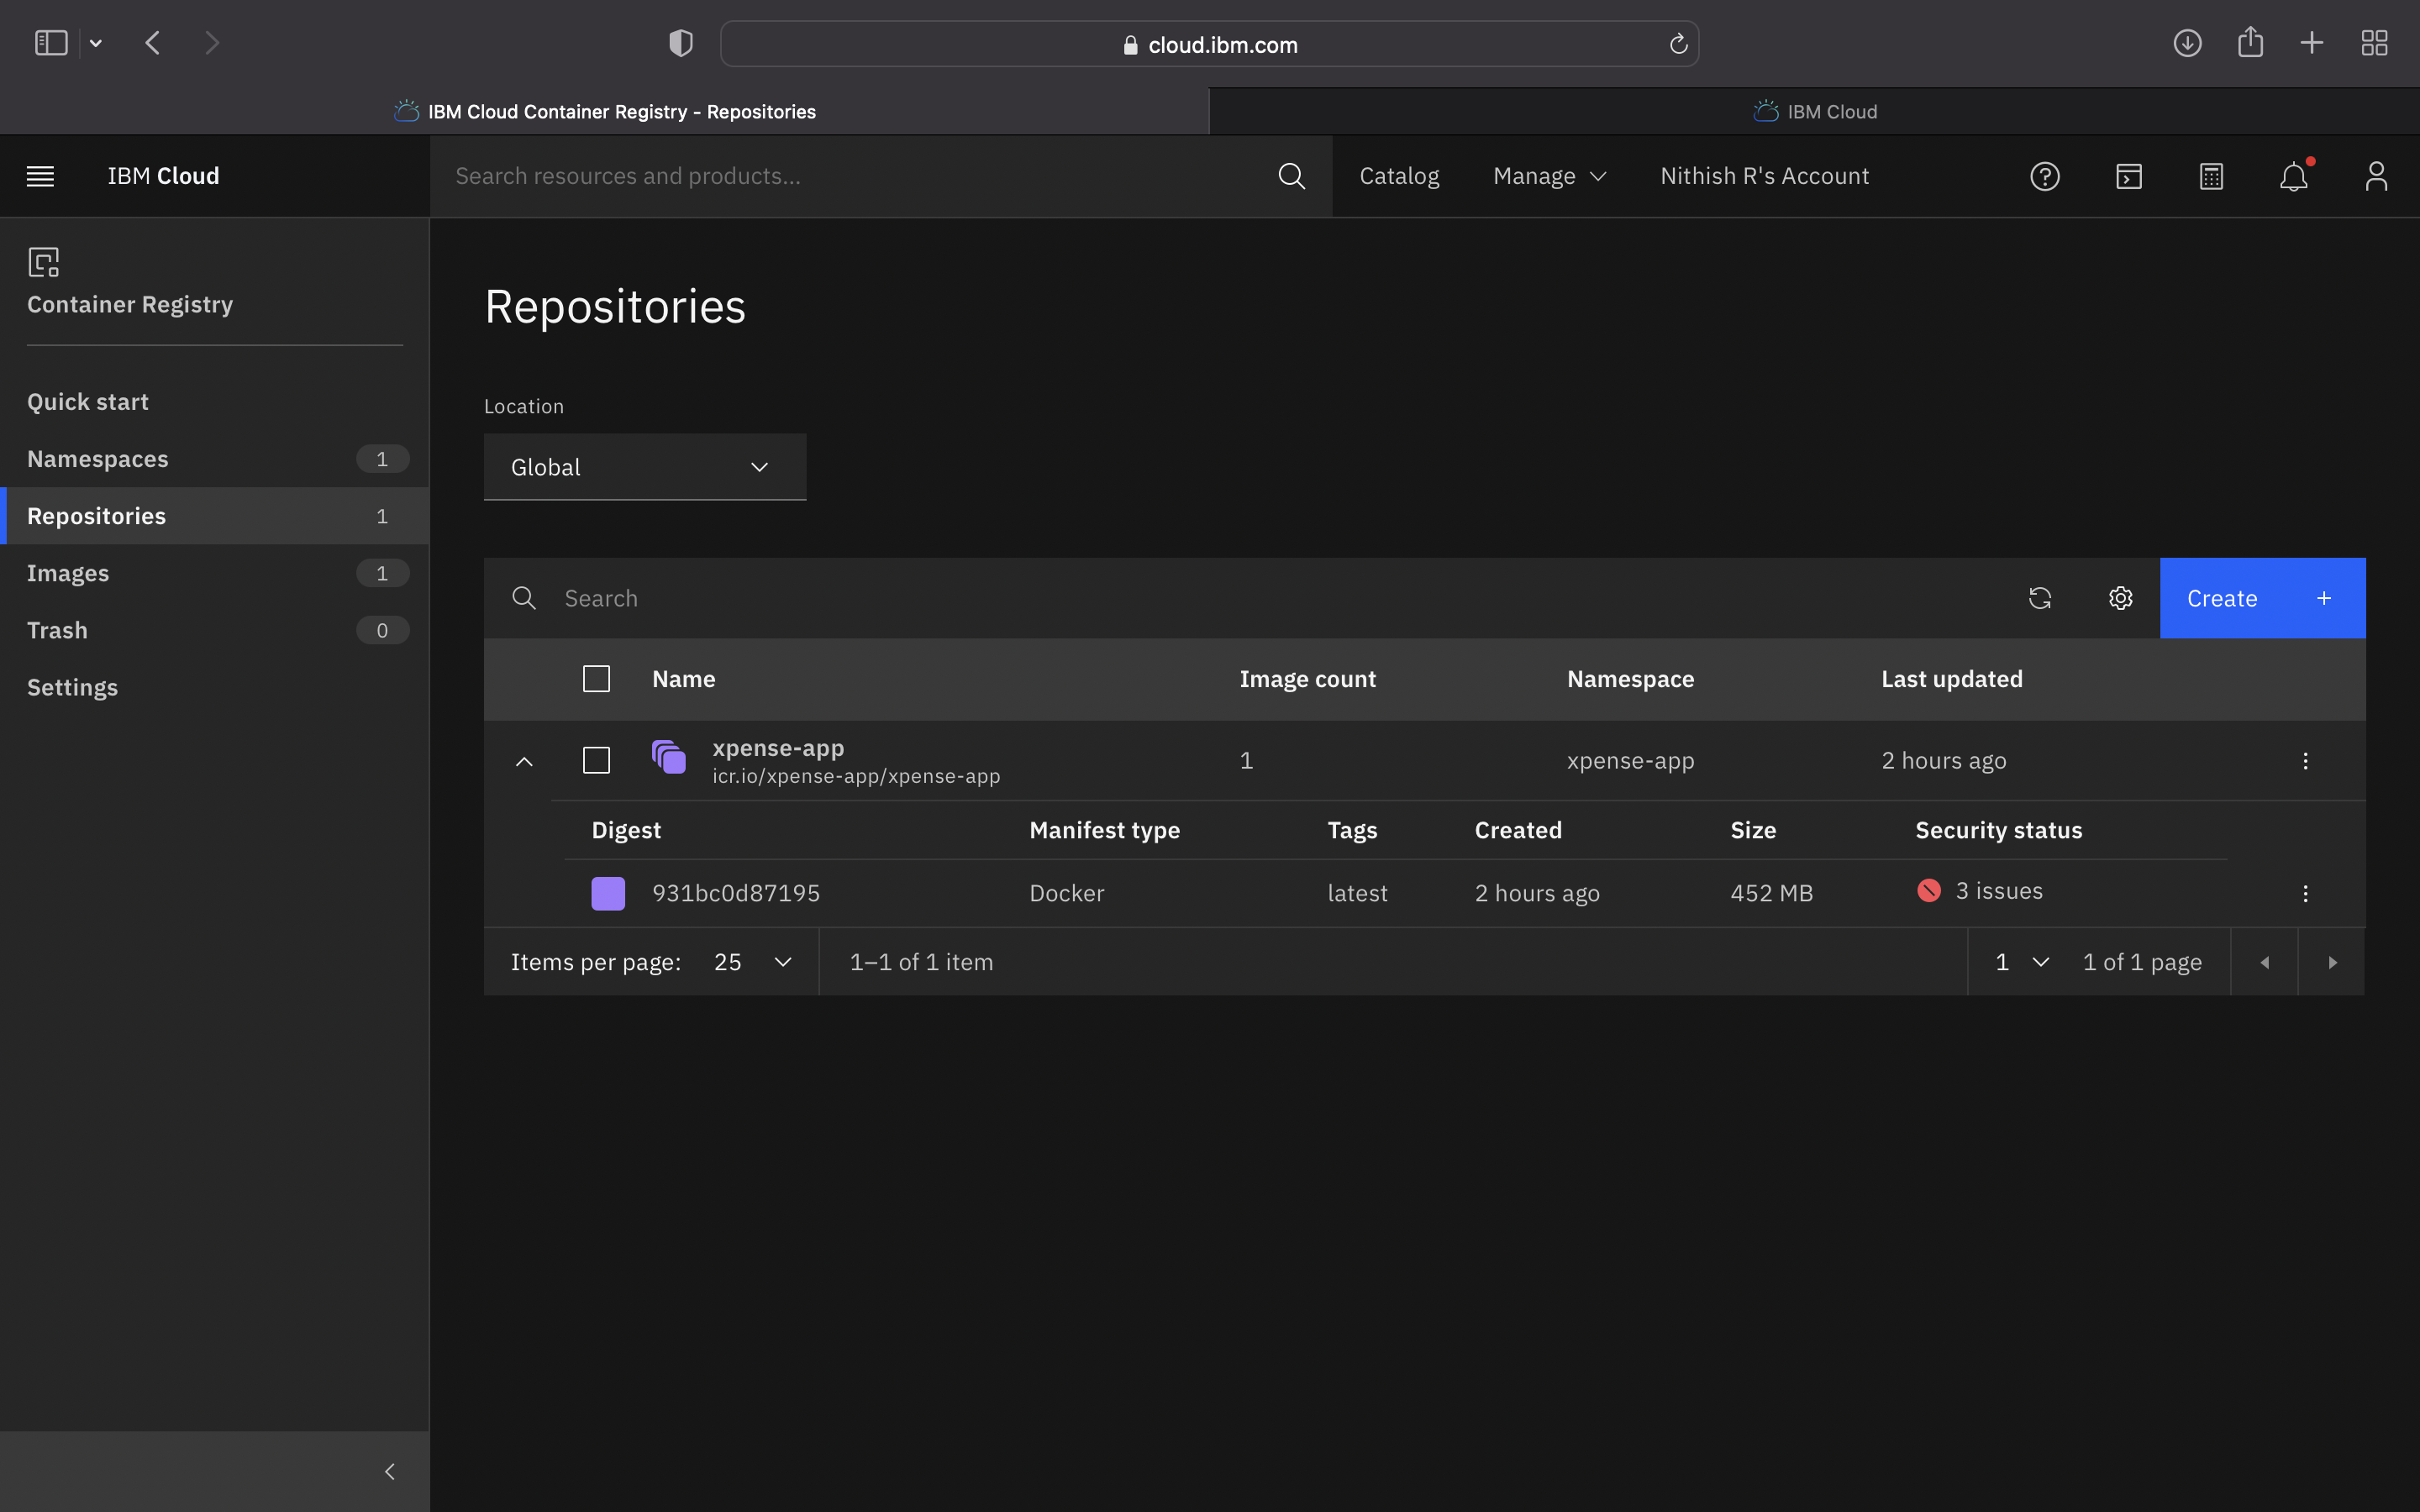 cloud.ibm.com
IBM Cloud Container Registry - Repositories
IBM Cloud
IBM Cloud
Search resources and products...
Catalog
Manage
Nithish R's Account
Container Registry
Quick start
Namespaces 1
Repositories 1
Images 1
Trash 0
Settings
Repositories
Location
Global
Search
Create +
Name Image count Namespace Last updated
xpense-app
icr.io/xpense-app/xpense-app
1 xpense-app 2 hours ago
Digest Manifest type Tags Created Size Security status
931bc0d87195 Docker latest 2 hours ago 452 MB 3 issues
Items per page: 25 1–1 of 1 item 1 1 of 1 page